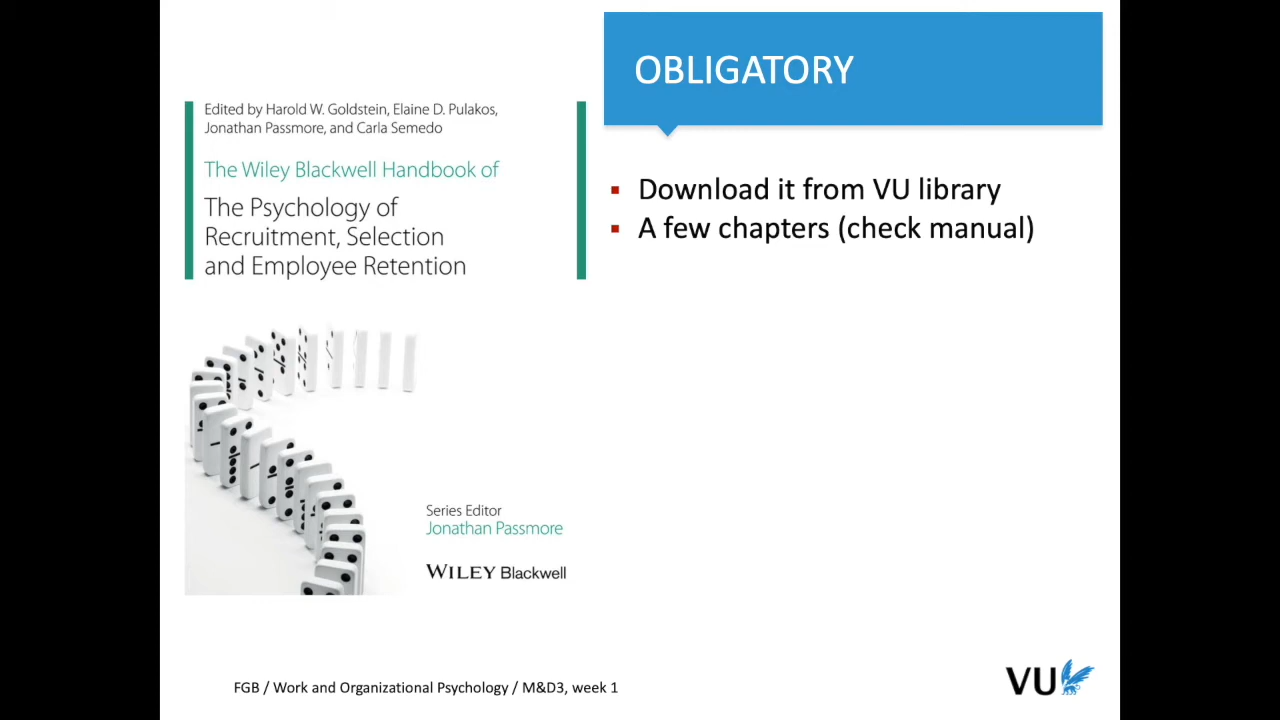 Edited by Harold W. Goldstein, Elaine D. Pulakos,
Jonathan Passmore, and Carla Semedo
The Wiley Blackwell Handbook of
The Psychology of
Recruitment, Selection
and Employee Retention
Series Editor
Jonathan Passmore
WILEY Blackwell
OBLIGATORY
▪ Download it from VU library
▪ A few chapters (check manual)
FGB / Work and Organizational Psychology / M&D3, week 1
VU